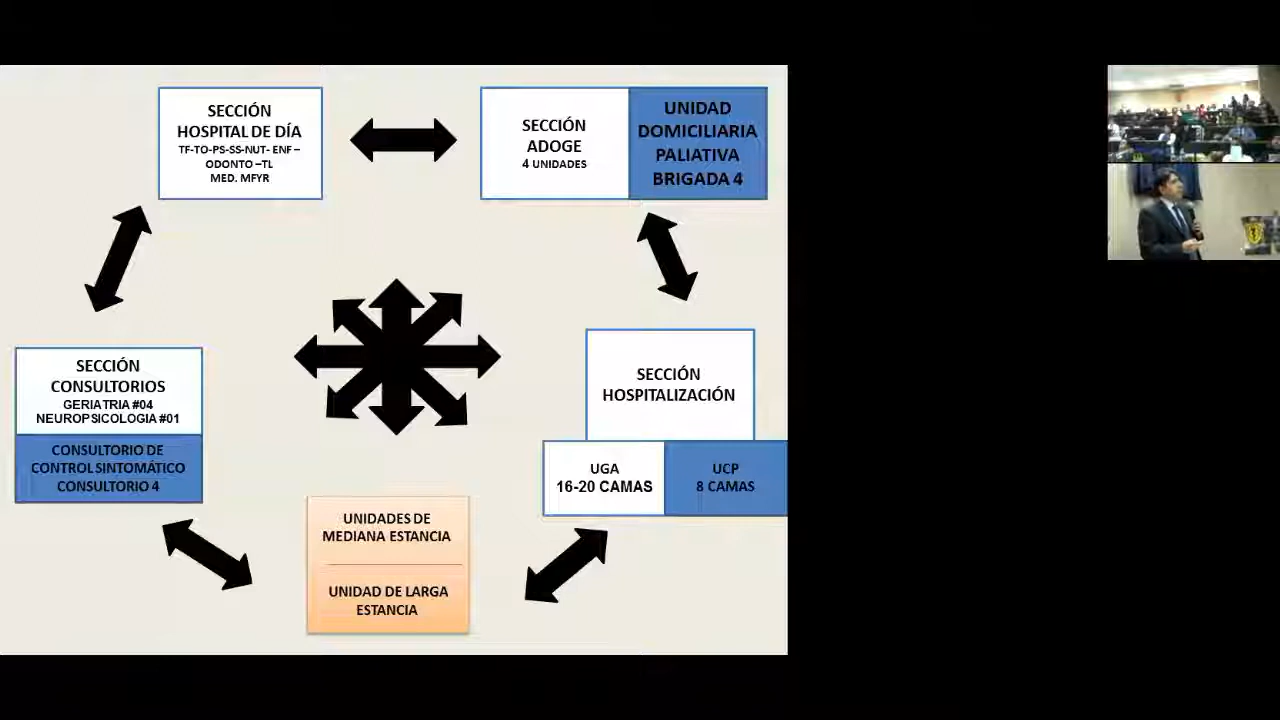 SECCIÓN
HOSPITAL DE DÍA
TF-TO-PS-SS-NUT- ENF –
ODONTO –TL
MED. MFYR
SECCIÓN
ADOGE
4 UNIDADES
UNIDAD
DOMICILIARIA
PALIATIVA
BRIGADA 4
SECCIÓN
CONSULTORIOS
GERIATRIA #04
NEUROPSICOLOGIA #01
CONSULTORIO DE
CONTROL SINTOMÁTICO
CONSULTORIO 4
SECCIÓN
HOSPITALIZACIÓN
UGA
16-20 CAMAS
UCP
8 CAMAS
UNIDADES DE
MEDIANA ESTANCIA
UNIDAD DE LARGA
ESTANCIA